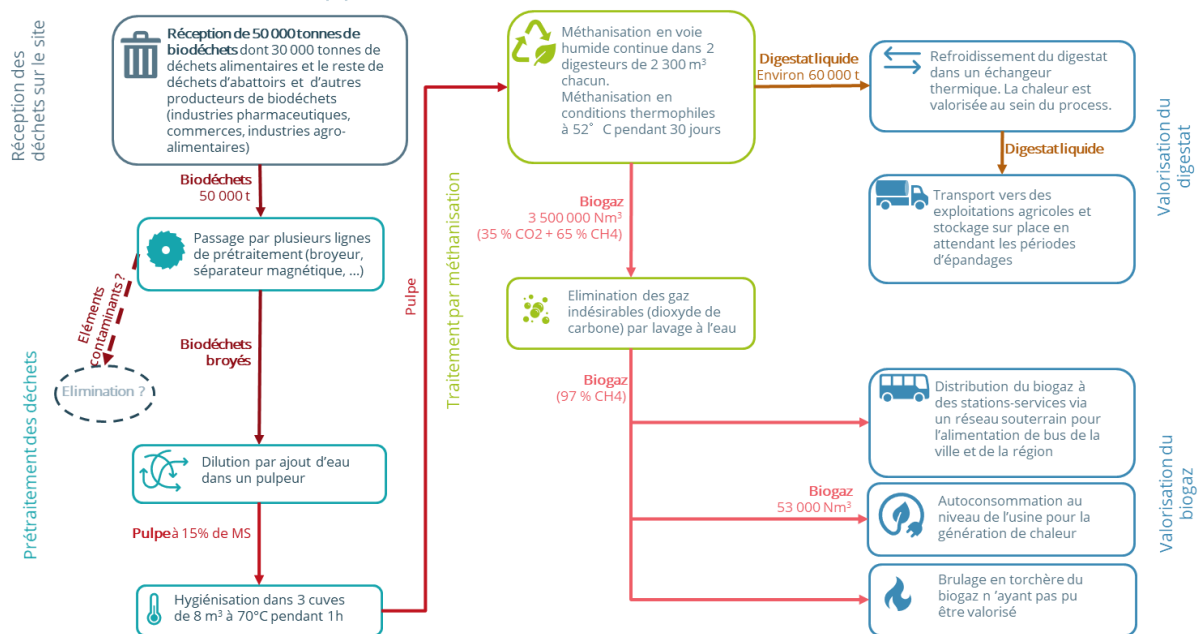 Réception des
déchets sur le site
Réception de 50 000 tonnes de
biodéchets dont 30 000 tonnes de
déchets alimentaires et le reste de
déchets d'abattoirs et d'autres
producteurs de biodéchets
(industries pharmaceutiques,
commerces, industries agro-
alimentaires)
Biodéchets
50 000 t
Prétraitement des déchets
Passage par plusieurs lignes
de prétraitement (broyeur,
séparateur magnétique, ...)
Eléments
contaminants ?
Elimination ?
Biodéchets
broyés
Dilution par ajout d'eau
dans un pulpeur
Pulpe à 15% de MS
Hygiénisation dans 3 cuves
de 8 m³ à 70°C pendant 1h
Pulpe
Traitement par méthanisation
Méthanisation en voie
humide continue dans 2
digesteurs de 2 300 m³
chacun.
Méthanisation en
conditions thermophiles
à 52° C pendant 30 jours
Biogaz
3 500 000 Nm³
(35 % CO2 + 65 % CH4)
Elimination des gaz
indésirables (dioxyde de
carbone) par lavage à l'eau
Biogaz
(97 % CH4)
Digestat liquide
Environ 60 000 t
Valorisation du
digestat
Refroidissement du digestat
dans un échangeur
thermique. La chaleur est
valorisée au sein du process.
Digestat liquide
Transport vers des
exploitations agricoles et
stockage sur place en
attendant les périodes
d'épandages
Valorisation du
biogaz
Distribution du biogaz à
des stations-services via
un réseau souterrain pour
l'alimentation de bus de la
ville et de la région
Biogaz
53 000 Nm³
Autoconsommation au
niveau de l'usine pour la
génération de chaleur
Brulage en torchère du
biogaz n 'ayant pas pu
être valorisé